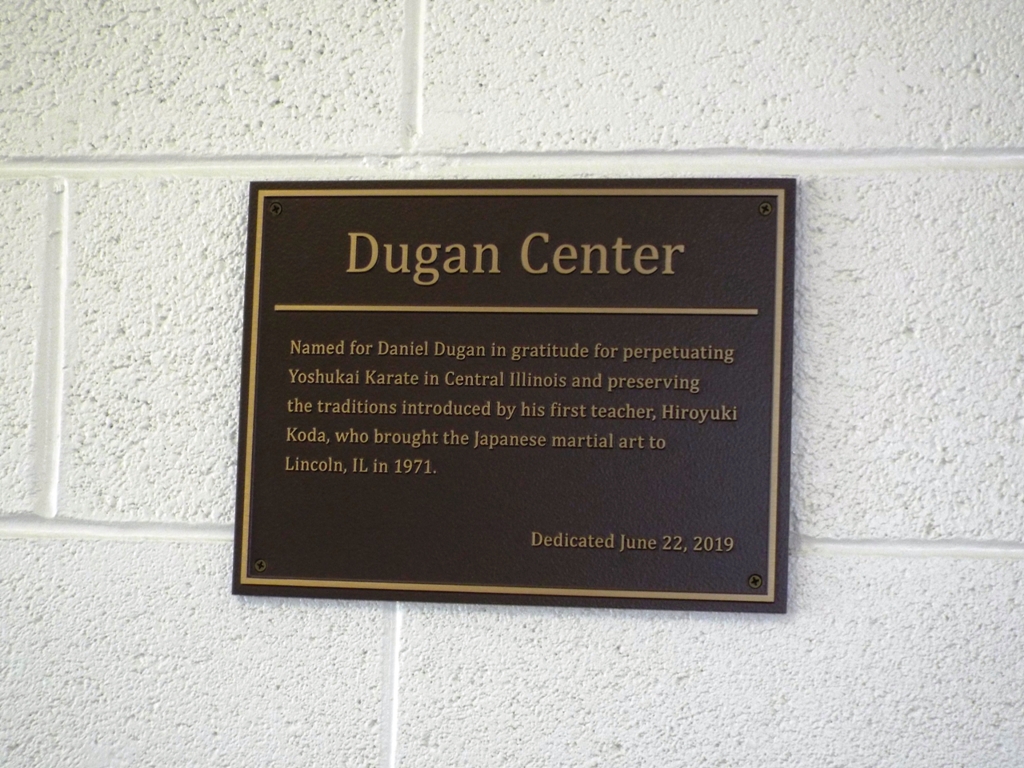 Dugan Center
Named for Daniel Dugan in gratitude for perpetuating
Yoshukai Karate in Central Illinois and preserving
the traditions introduced by his first teacher, Hiroyuki
Koda, who brought the Japanese martial art to
Lincoln, IL in 1971.
Dedicated June 22, 2019